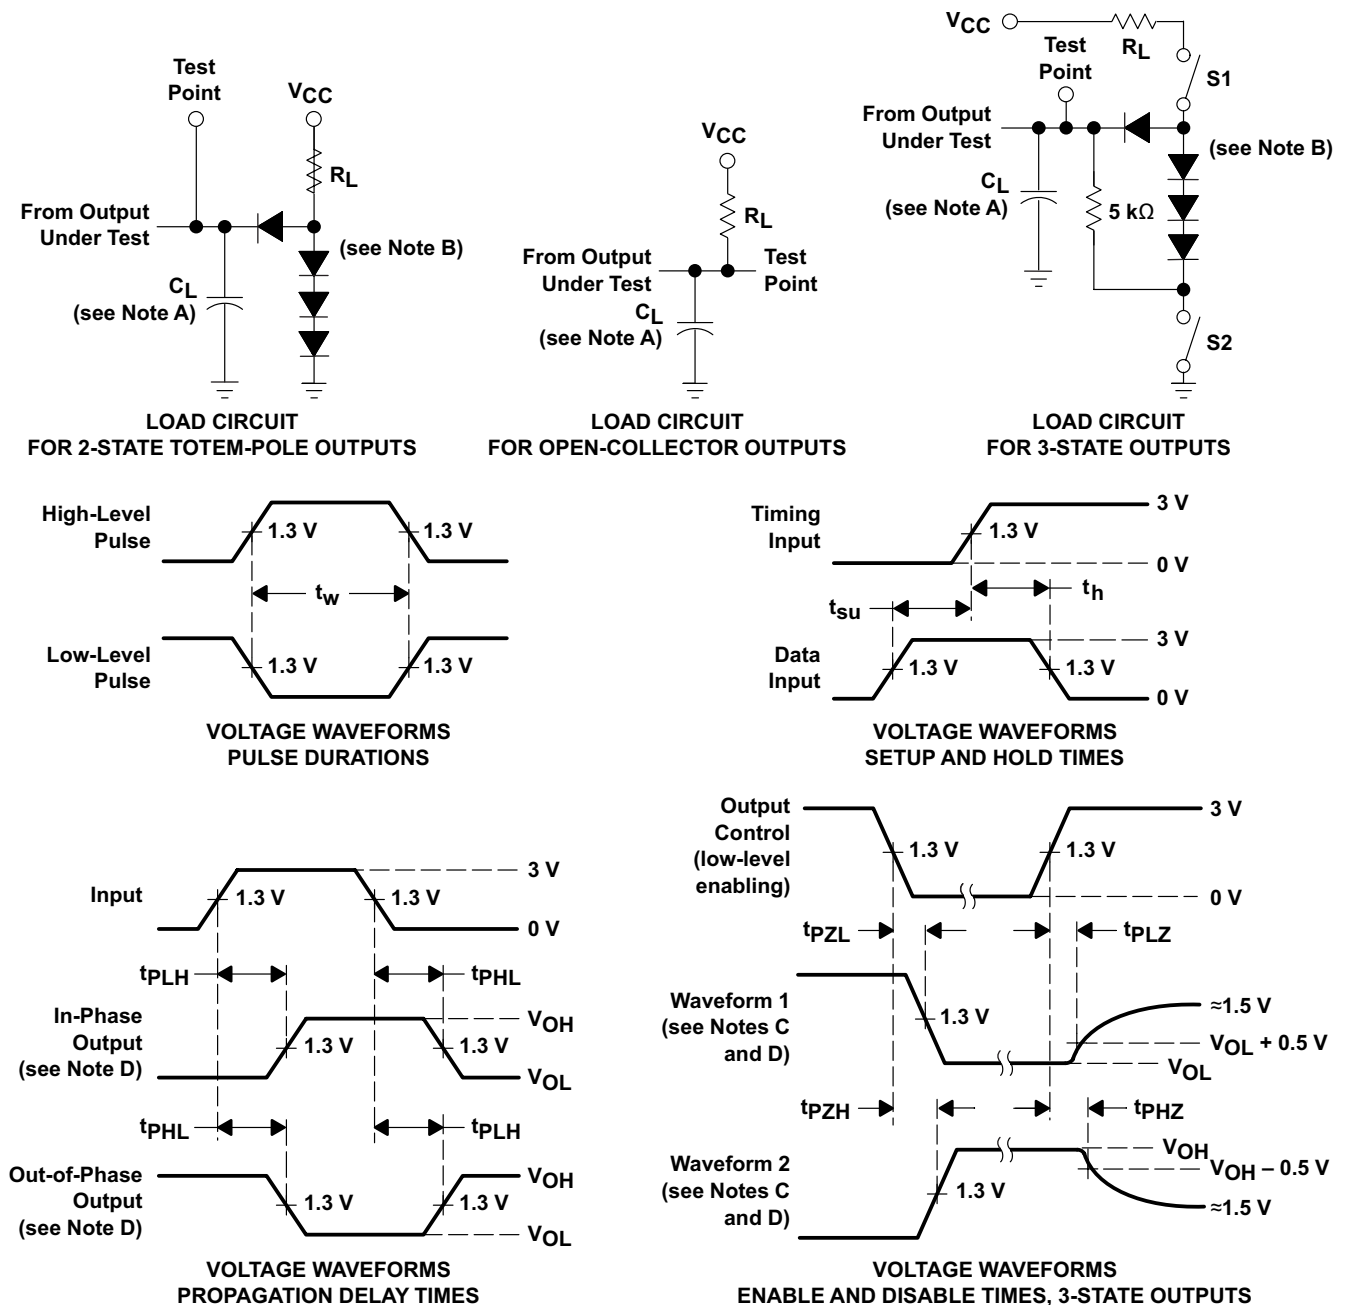 Test
Point
VCC
RL
From Output
Under Test
(see Note B)
CL
(see Note A)
LOAD CIRCUIT
FOR 2-STATE TOTEM-POLE OUTPUTS
VCC
RL
From Output
Under Test
Test
Point
CL
(see Note A)
LOAD CIRCUIT
FOR OPEN-COLLECTOR OUTPUTS
VCC
RL
Test
Point
S1
From Output
Under Test
(see Note B)
CL
(see Note A)
5 kΩ
S2
LOAD CIRCUIT
FOR 3-STATE OUTPUTS
High-Level
Pulse
1.3 V
1.3 V
tw
Low-Level
Pulse
1.3 V
1.3 V
VOLTAGE WAVEFORMS
PULSE DURATIONS
Timing
Input
1.3 V
3 V
0 V
th
tsu
Data
Input
1.3 V
1.3 V
3 V
0 V
VOLTAGE WAVEFORMS
SETUP AND HOLD TIMES
Input
1.3 V
1.3 V
3 V
0 V
tPLH
tPHL
In-Phase
Output
(see Note D)
1.3 V
1.3 V
VOH
VOL
tPHL
tPLH
Out-of-Phase
Output
(see Note D)
1.3 V
1.3 V
VOH
VOL
VOLTAGE WAVEFORMS
PROPAGATION DELAY TIMES
Output
Control
(low-level
enabling)
1.3 V
1.3 V
3 V
0 V
tPZL
tPLZ
Waveform 1
(see Notes C
and D)
1.3 V
≈1.5 V
VOL + 0.5 V
VOL
tPZH
tPHZ
Waveform 2
(see Notes C
and D)
1.3 V
VOH
VOH – 0.5 V
≈1.5 V
VOLTAGE WAVEFORMS
ENABLE AND DISABLE TIMES, 3-STATE OUTPUTS